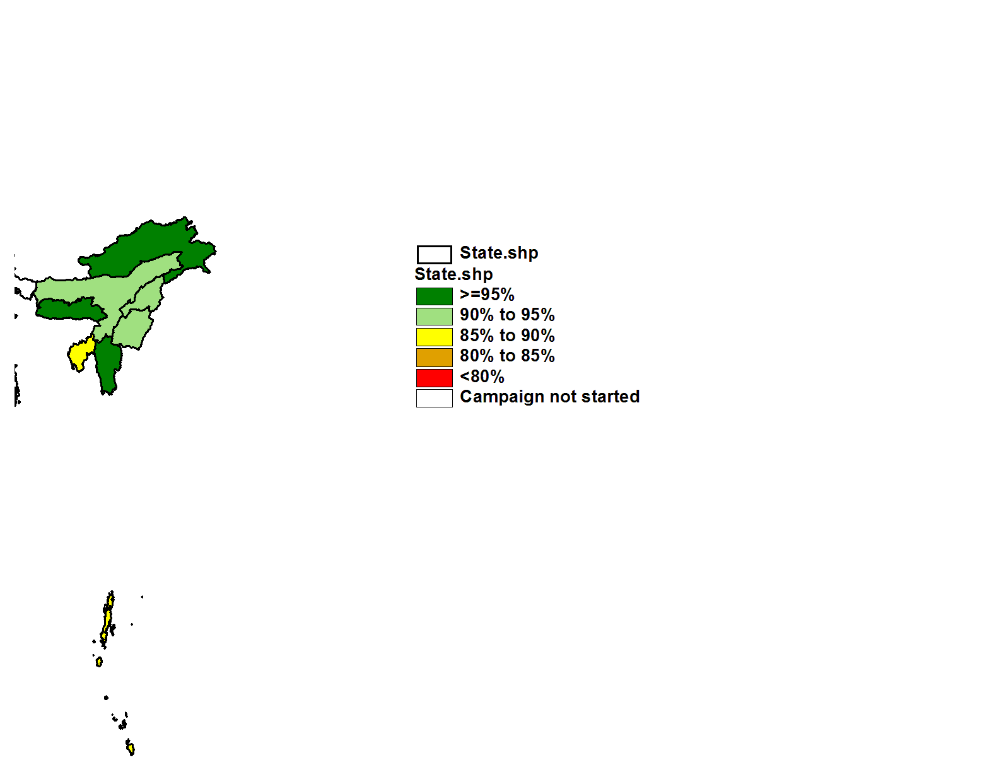 State.shp
State.shp
>=95%
90% to 95%
85% to 90%
80% to 85%
<80%
Campaign not started